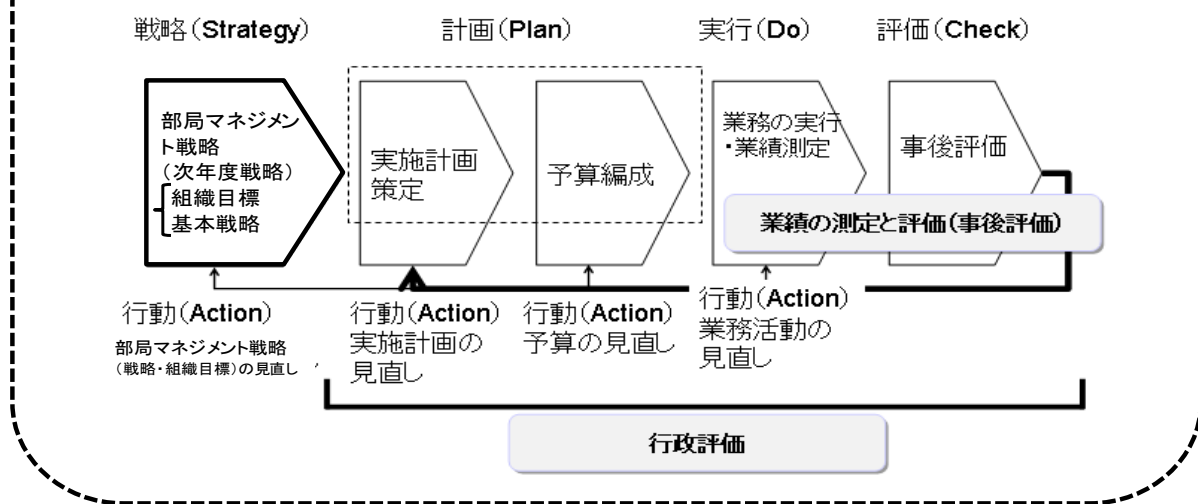 戦略(Strategy)
計画(Plan)
実行(Do)
評価(Check)
部局マネジメン
ト戦略
(次年度戦略)
組織目標
基本戦略
実施計画
策定
予算編成
業務の実行
・業績測定
事後評価
業績の測定と評価(事後評価)
行動(Action)
部局マネジメント戦略
(戦略・組織目標)の見直し
行動(Action)
実施計画の
見直し
行動(Action)
予算の見直し
行動(Action)
業務活動の
見直し
行政評価